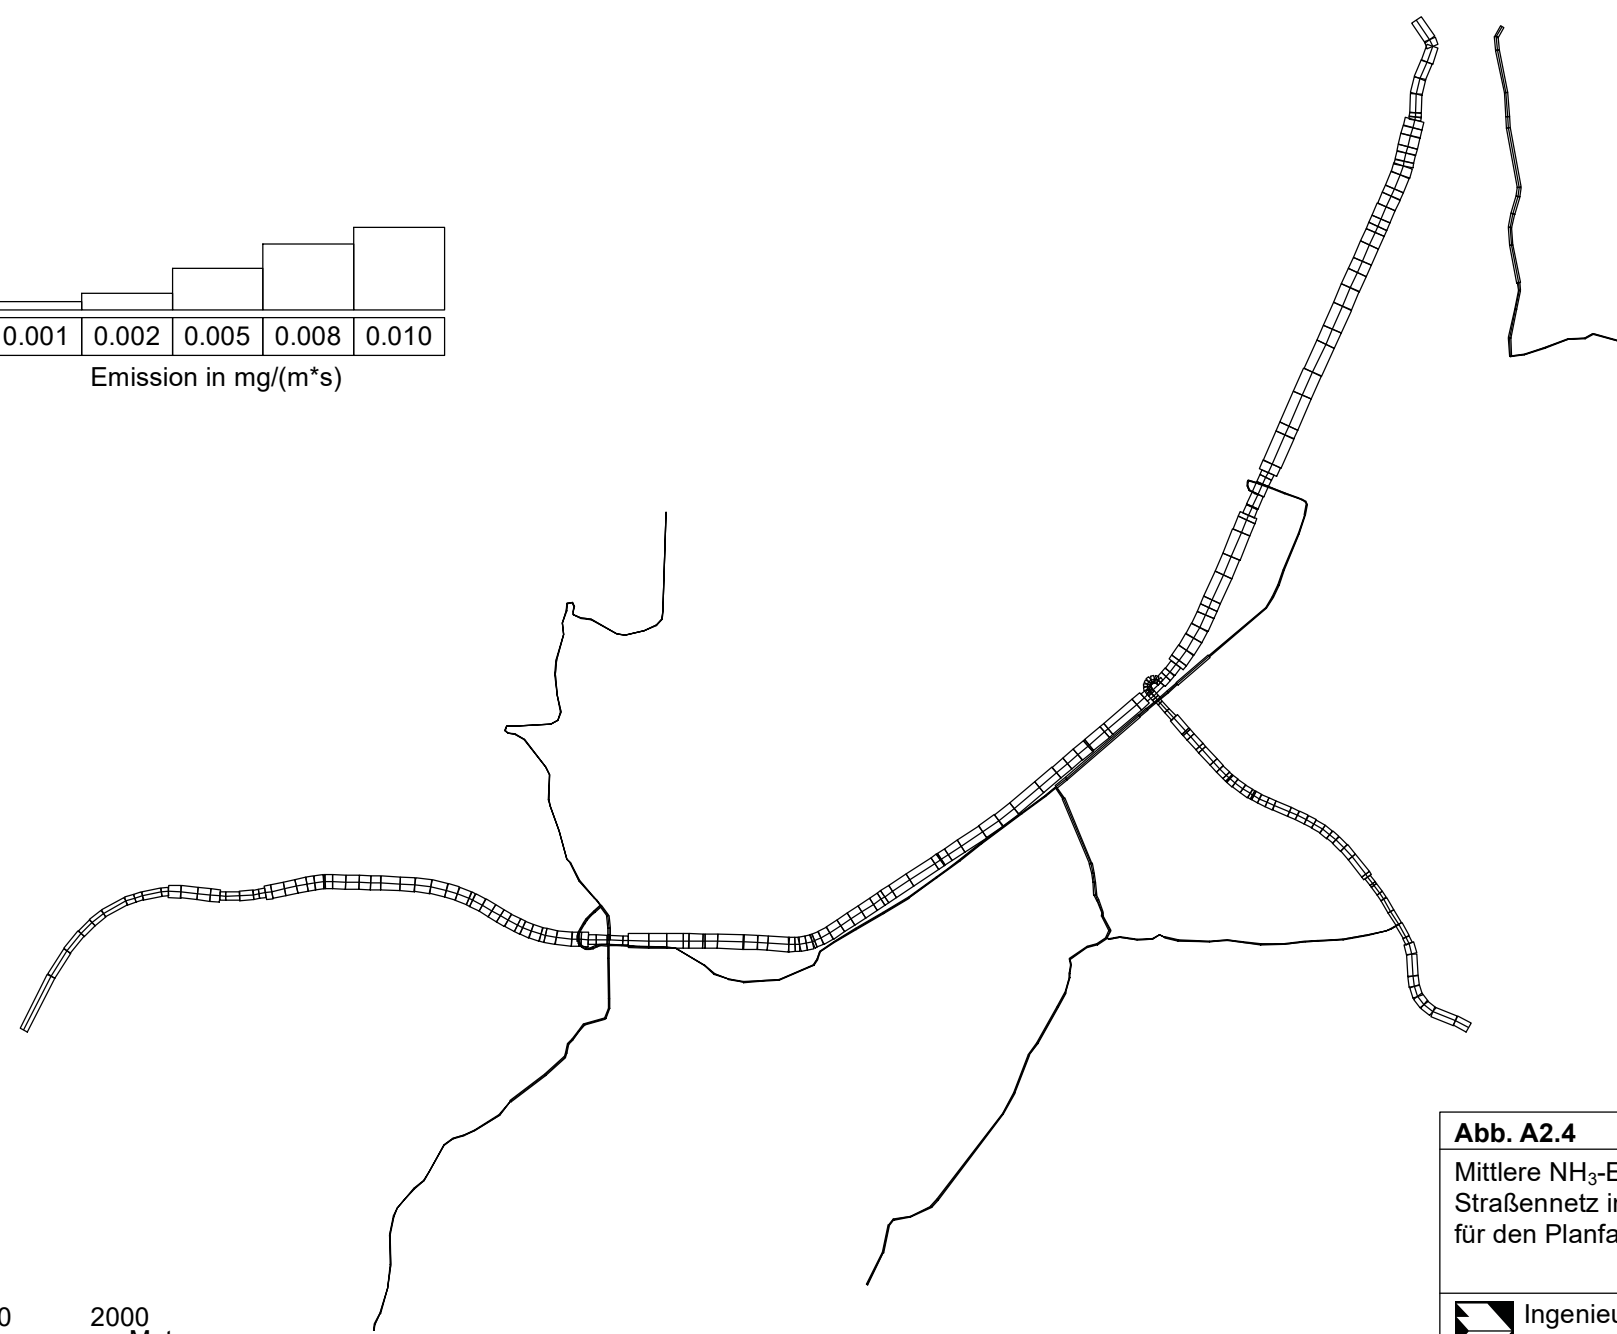 0.001 0.002 0.005 0.008 0.010
Emission in mg/(m*s)
Abb. A2.4
Mittlere NH₃-E
Straßennetz i
für den Planfa
Ingenieu
0 2000